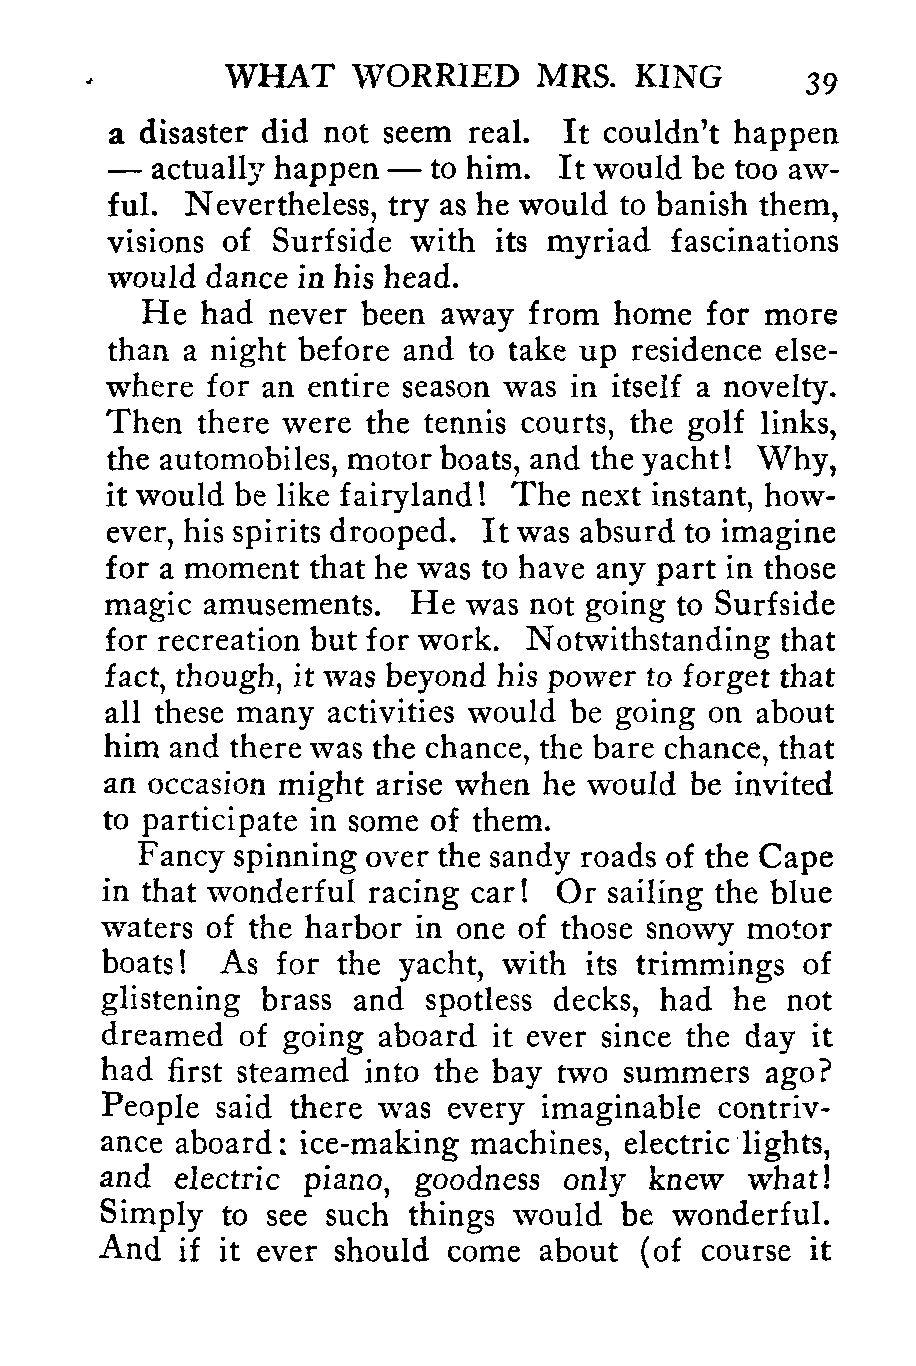 WHAT WORRIED MRS. KING 39
a disaster did not seem real. It couldn't happen
— actually happen — to him. It would be too aw-
ful. Nevertheless, try as he would to banish them,
visions of Surfside with its myriad fascinations
would dance in his head.
He had never been away from home for more
than a night before and to take up residence else-
where for an entire season was in itself a novelty.
Then there were the tennis courts, the golf links,
the automobiles, motor boats, and the yacht! Why,
it would be like fairyland! The next instant, how-
ever, his spirits drooped. It was absurd to imagine
for a moment that he was to have any part in those
magic amusements. He was not going to Surfside
for recreation but for work. Notwithstanding that
fact, though, it was beyond his power to forget that
all these many activities would be going on about
him and there was the chance, the bare chance, that
an occasion might arise when he would be invited
to participate in some of them.
Fancy spinning over the sandy roads of the Cape
in that wonderful racing car! Or sailing the blue
waters of the harbor in one of those snowy motor
boats! As for the yacht, with its trimmings of
glistening brass and spotless decks, had he not
dreamed of going aboard it ever since the day it
had first steamed into the bay two summers ago?
People said there was every imaginable contriv-
ance aboard: ice-making machines, electric lights,
and electric piano, goodness only knew what!
Simply to see such things would be wonderful.
And if it ever should come about (of course it